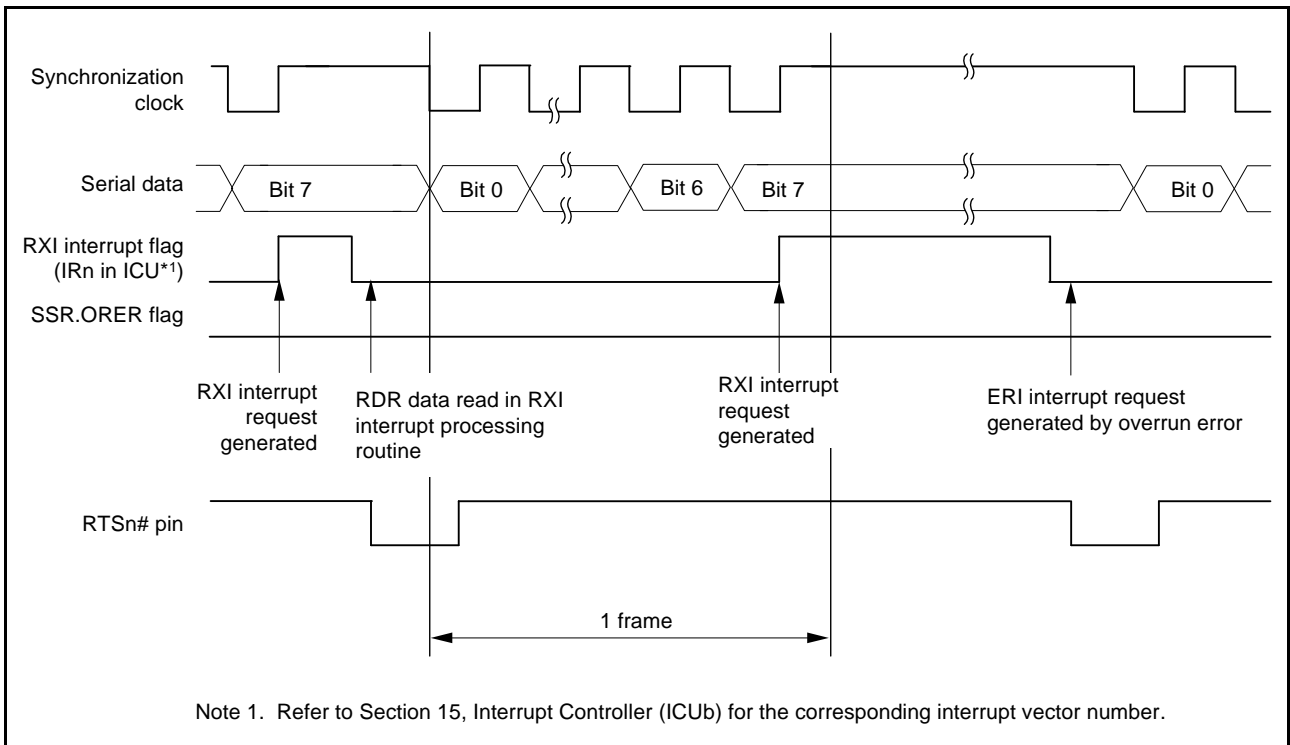 Synchronization
clock
Serial data
Bit 7
Bit 0
Bit 6
Bit 7
Bit 0
RXI interrupt flag
(IRn in ICU*1)
SSR.ORER flag
RXI interrupt
request
generated
RDR data read in RXI
interrupt processing
routine
RXI interrupt
request
generated
ERI interrupt request
generated by overrun error
RTSn# pin
1 frame
Note 1. Refer to Section 15, Interrupt Controller (ICUb) for the corresponding interrupt vector number.